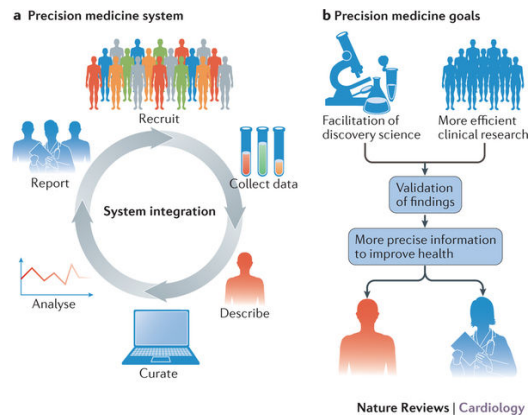 a Precision medicine system
Recruit
Collect data
Describe
Curate
Analyse
Report
System integration
b Precision medicine goals
Facilitation of
discovery science
More efficient
clinical research
Validation
of findings
More precise information
to improve health
Nature Reviews | Cardiology